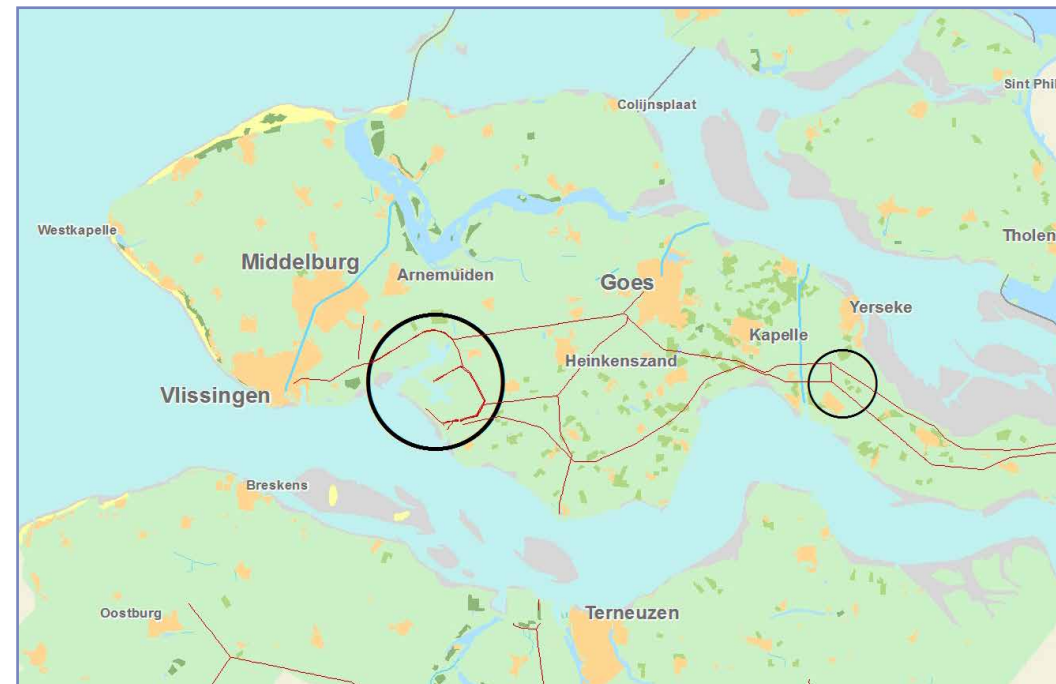 Colijnsplaat
Sint Phil
Westkapelle
Tholen
Middelburg
Arnemuiden
Goes
Yerseke
Kapelle
Heinkenszand
Vlissingen
Breskens
Oostburg
Terneuzen